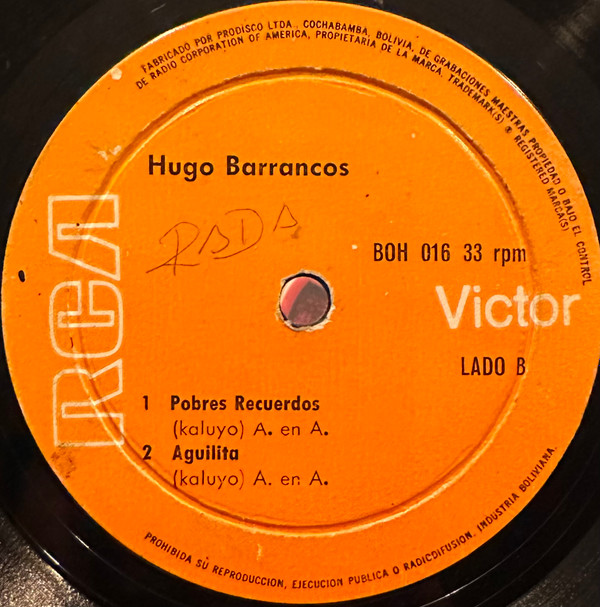 FABRICADO POR PRODISCO LTDA., COCHABAMBA, BOLIVIA, DE GRABACIONES MAESTRAS PROPIEDAD O BAJO EL CONTROL
DE RADIO CORPORATION OF AMERICA, PROPIETARIA DE LA MARCA. TRADEMARK(S) ® REGISTERED MARCA(S)
Hugo Barrancos
RADA
BOH 016 33 rpm
RCA
Victor
LADO B
1 Pobres Recuerdos
(kaluyo) A. en A.
2 Aguilita
(kaluyo) A. en A.
PROHIBIDA SU REPRODUCCION, EJECUCION PUBLICA O RADIODIFUSION. INDUSTRIA BOLIVIANA.